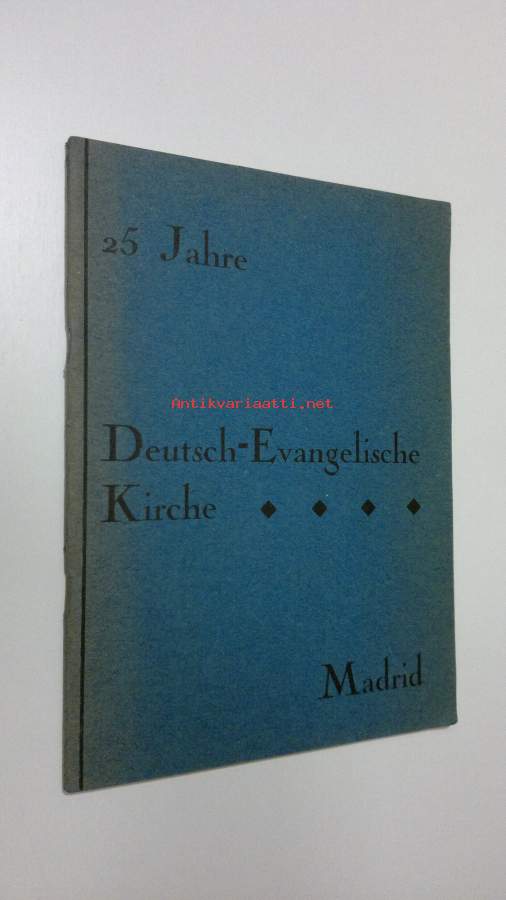 25 Jahre
Antikvariaatti.net
Deutsch-Evangelische
Kirche ◆ ◆ ◆ ◆
Madrid